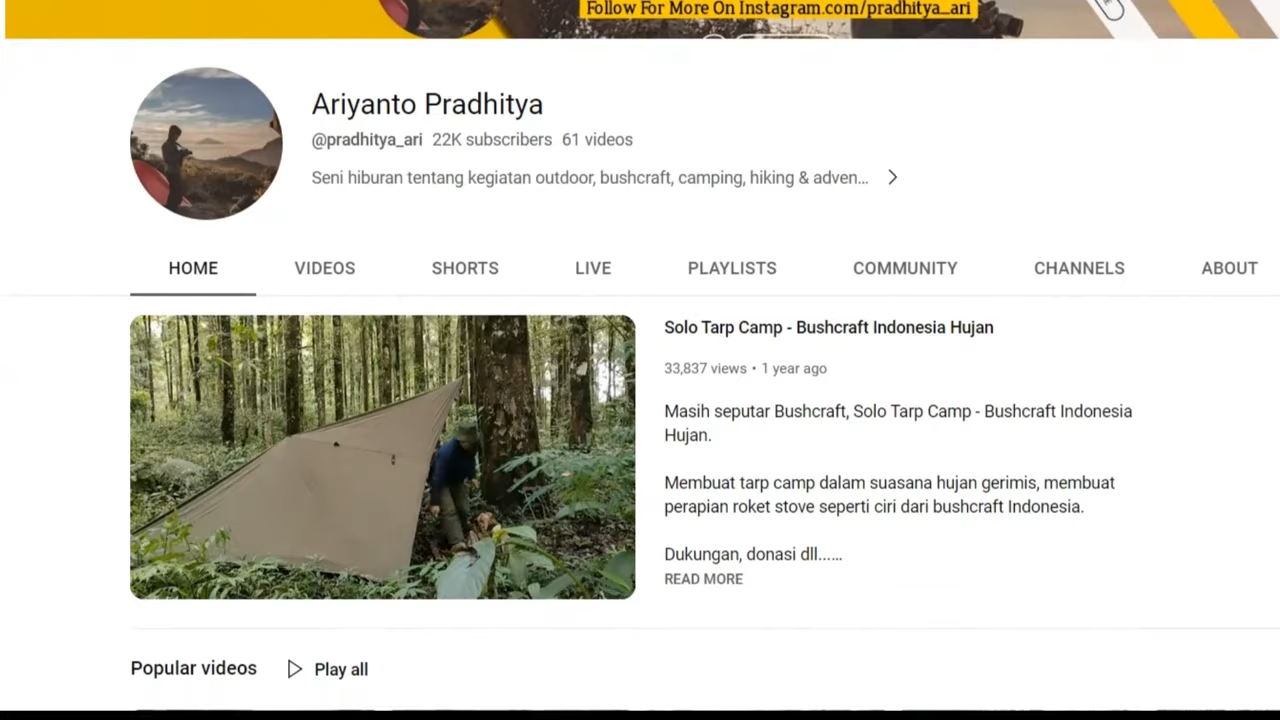 Follow For More On Instagram.com/pradhitya_ari
Ariyanto Pradhitya
@pradhitya_ari 22K subscribers 61 videos
Seni hiburan tentang kegiatan outdoor, bushcraft, camping, hiking & adven...
HOME VIDEOS SHORTS LIVE PLAYLISTS COMMUNITY CHANNELS ABOUT
Solo Tarp Camp - Bushcraft Indonesia Hujan
33,837 views • 1 year ago
Masih seputar Bushcraft, Solo Tarp Camp - Bushcraft Indonesia
Hujan.
Membuat tarp camp dalam suasana hujan gerimis, membuat
perapian roket stove seperti ciri dari bushcraft Indonesia.
Dukungan, donasi dll......
READ MORE
Popular videos Play all